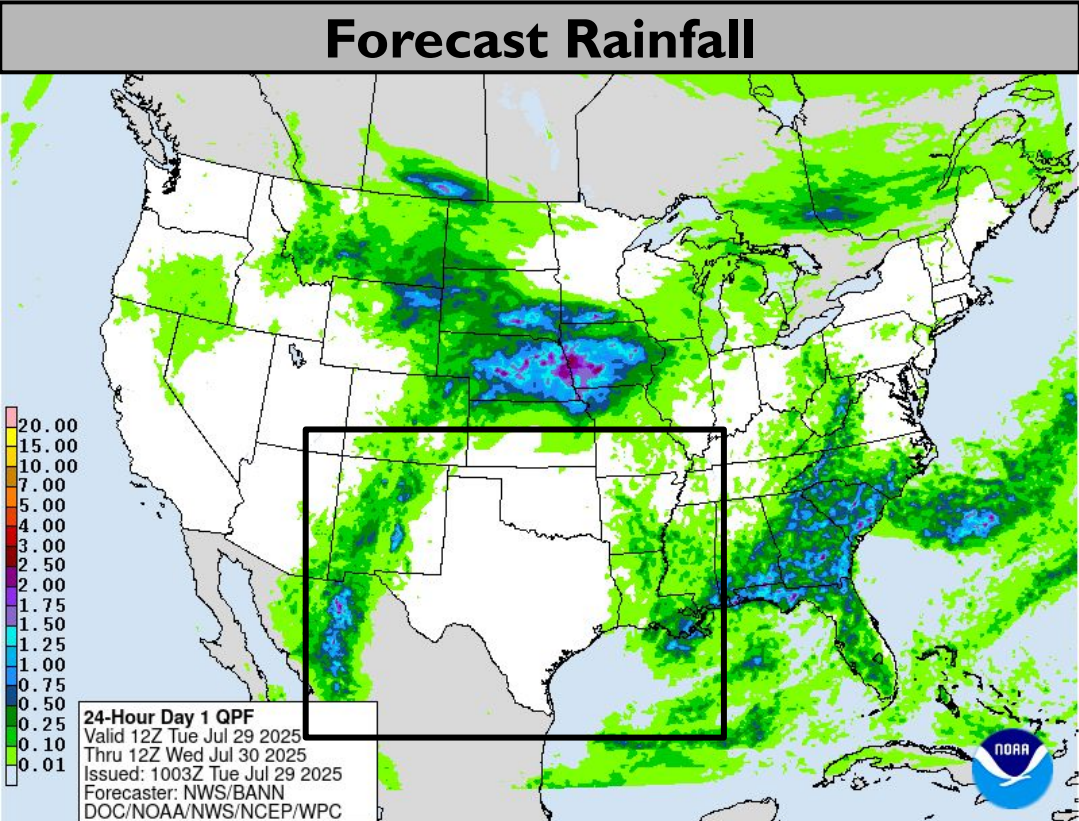 Forecast Rainfall
20.00
15.00
10.00
7.00
5.00
4.00
3.00
2.50
2.00
1.75
1.50
1.25
1.00
0.75
0.50
0.25
0.10
0.01
24-Hour Day 1 QPF
Valid 12Z Tue Jul 29 2025
Thru 12Z Wed Jul 30 2025
Issued: 1003Z Tue Jul 29 2025
Forecaster: NWS/BANN
DOC/NOAA/NWS/NCEP/WPC
NOAA